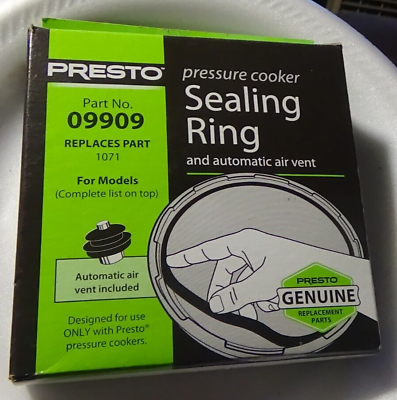 PRESTO
Part No.
09909
REPLACES PART
1071
For Models
(Complete list on top)
Automatic air
vent included
Designed for use
ONLY with Presto®
pressure cookers.
pressure cooker
Sealing
Ring
and automatic air vent
PRESTO
GENUINE
REPLACEMENT
PARTS